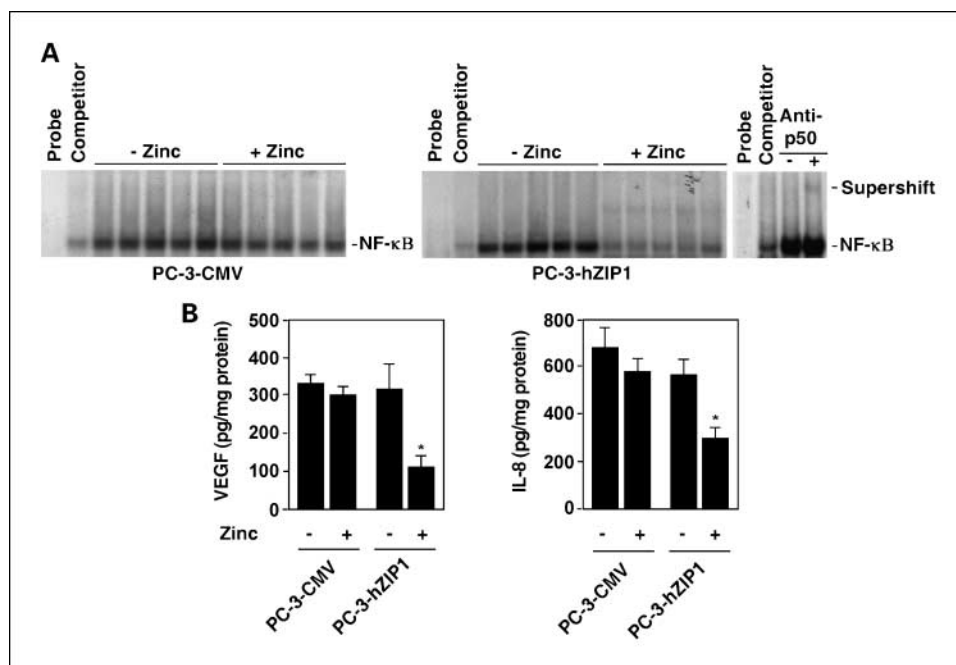 A
Probe
Competitor
- Zinc
+ Zinc
-NF-κB
PC-3-CMV
Probe
Competitor
- Zinc
+ Zinc
PC-3-hZIP1
Probe
Competitor
Anti-
p50
- +
- Supershift
-NF-κB
B
VEGF (pg/mg protein)
500
300
300
200
100
0
*
Zinc - + - +
PC-3-CMV
PC-3-hZIP1
IL-8 (pg/mg protein)
800
600
400
600
0
*
- + - +
PC-3-CMV
PC-3-hZIP1